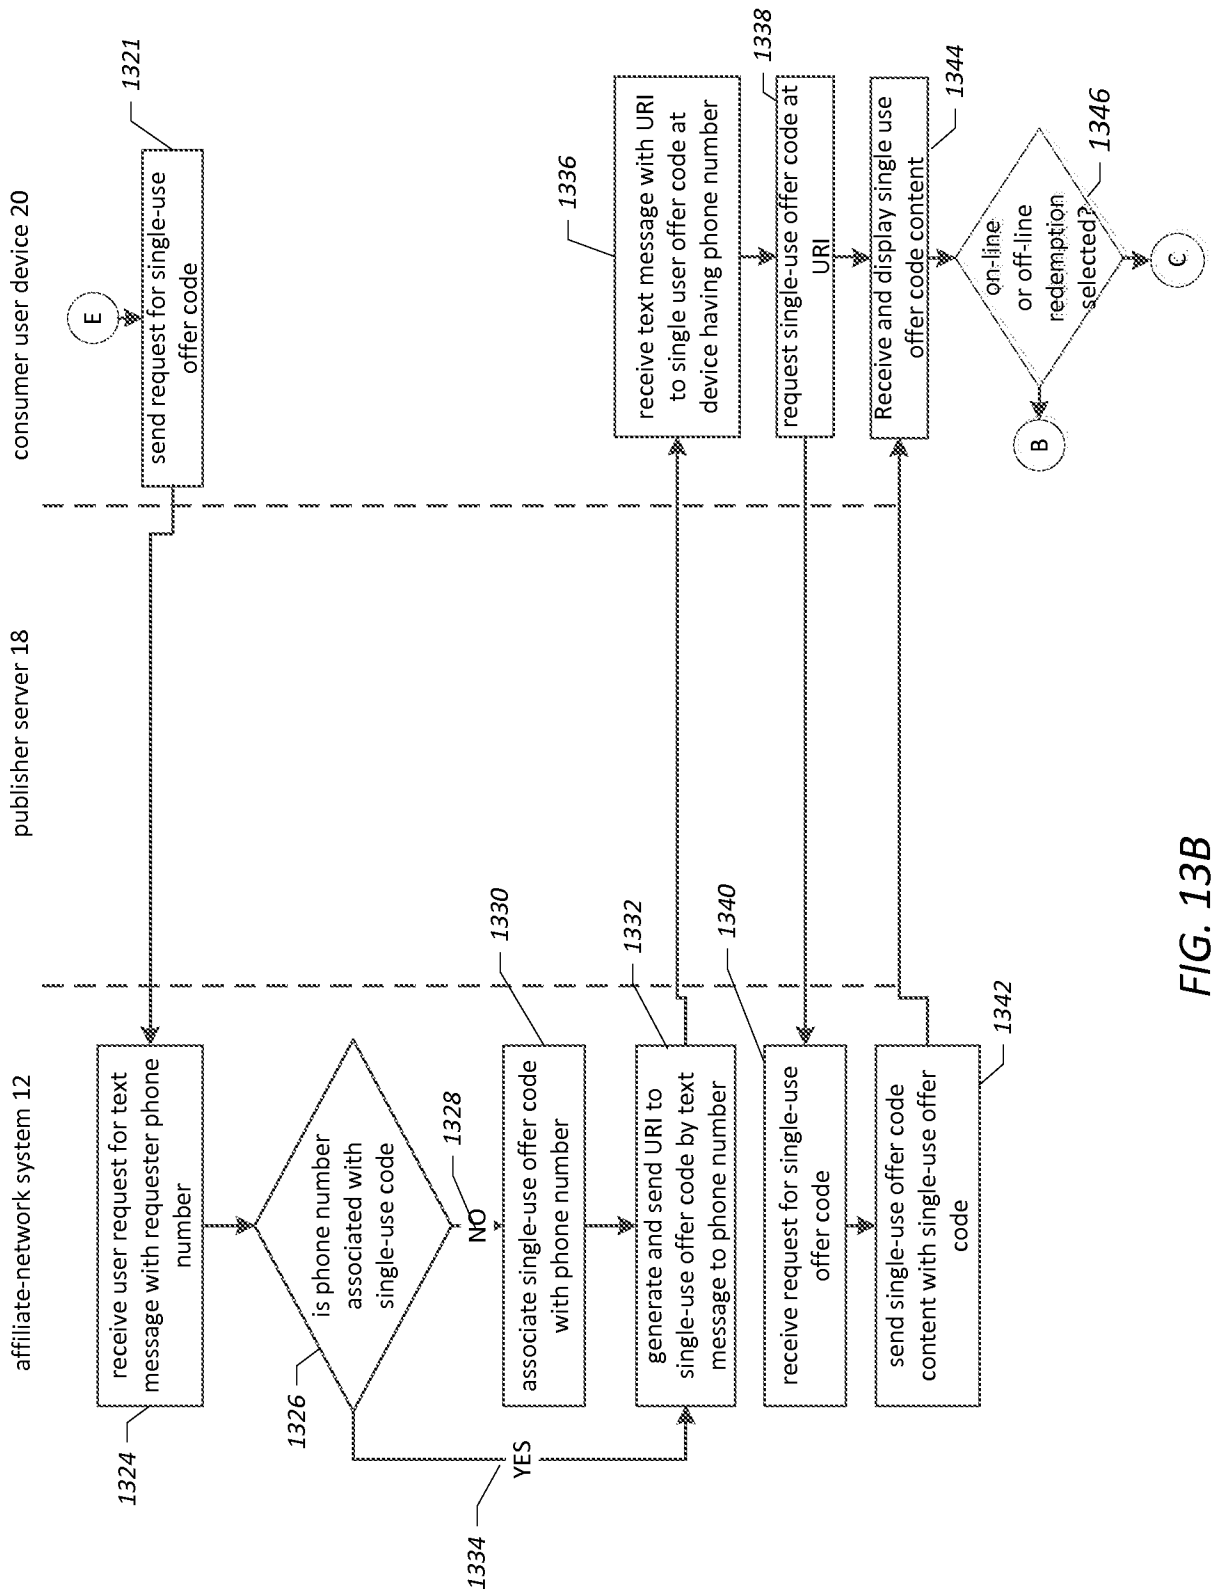 affiliate-network system 12
publisher server 18
consumer user device 20
E
1321
send request for single-use
offer code
1324
receive user request for text
message with requester phone
number
1326
is phone number
associated with
single-use code
NO
1328
YES
1334
1330
associate single-use offer code
with phone number
1332
generate and send URI to
single-use offer code by text
message to phone number
1336
receive text message with URI
to single user offer code at
device having phone number
1338
request single-use offer code at
URI
1340
receive request for single-use
offer code
1342
send single-use offer code
content with single-use offer
code
1344
Receive and display single use
offer code content
1346
on-line
or off-line
redemption
selected?
B
C
FIG. 13B